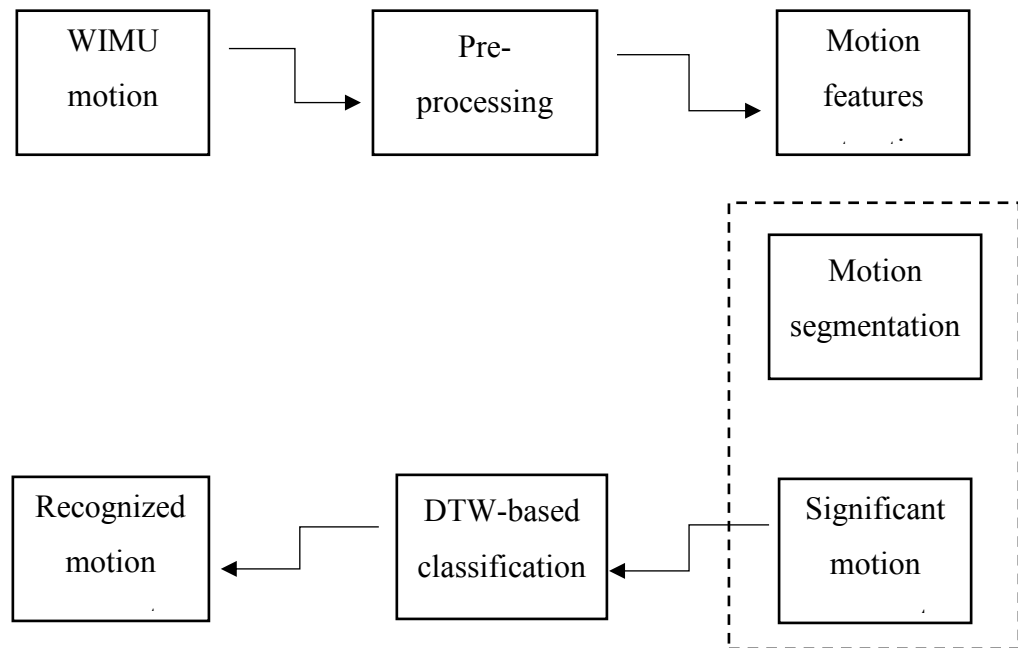 WIMU
motion
Pre-
processing
Motion
features
Motion
segmentation
Significant
motion
DTW-based
classification
Recognized
motion